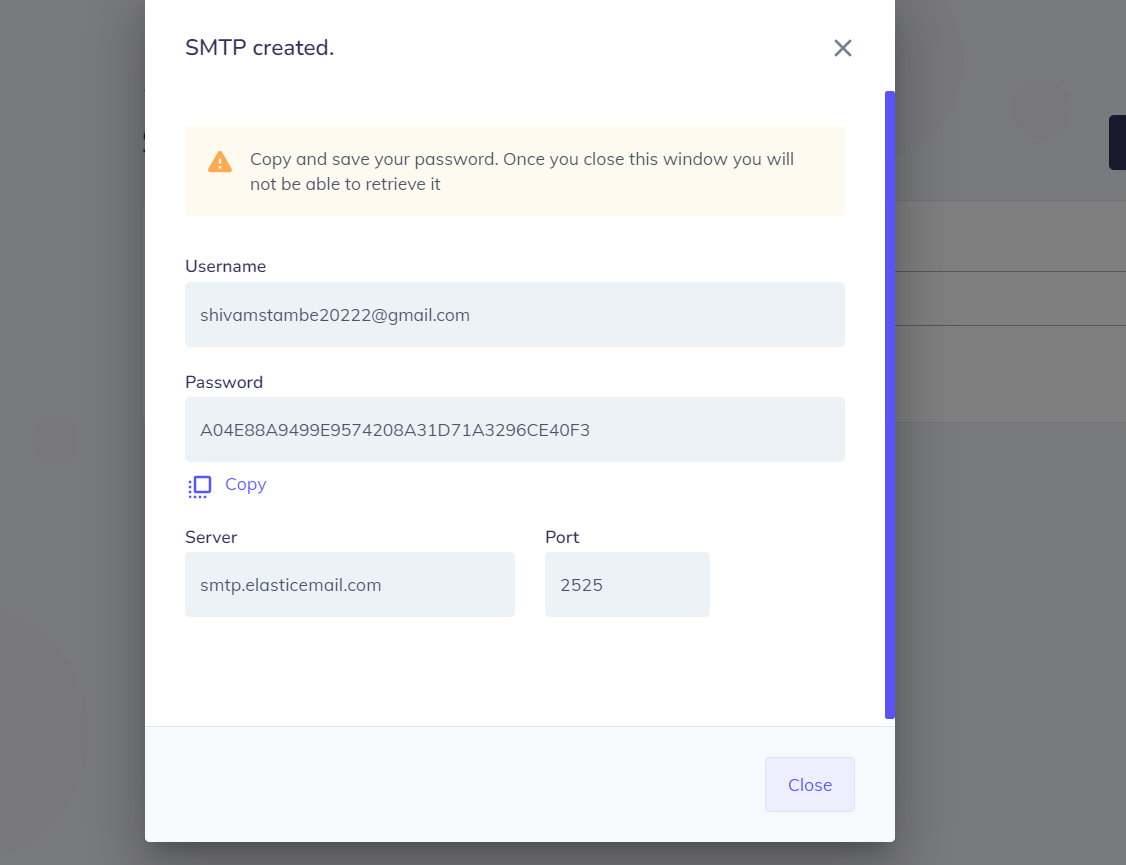 SMTP created.
Copy and save your password. Once you close this window you will
not be able to retrieve it
Username
shivamstambe20222@gmail.com
Password
A04E88A9499E9574208A31D71A3296CE40F3
Copy
Server
Port
smtp.elasticemail.com
2525
Close